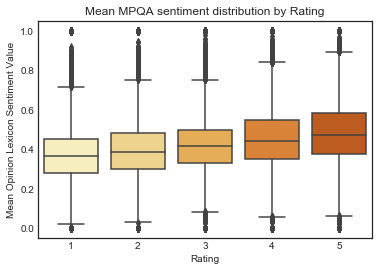 Mean MPQA sentiment distribution by Rating
Mean Opinion Lexicon Sentiment Value
1.0
0.8
0.6
0.4
0.2
0.0
1 2 3 4 5
Rating